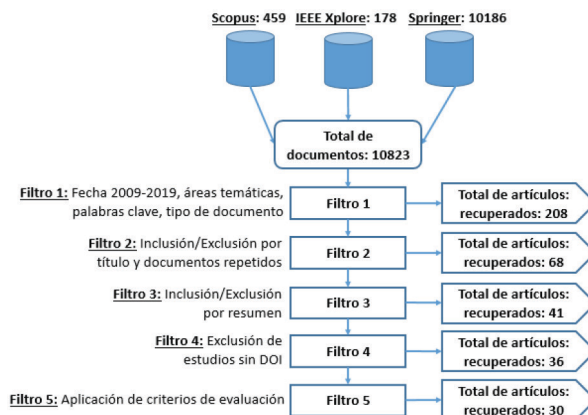 Scopus: 459 IEEE Xplore: 178 Springer: 10186
Total de
documentos: 10823
Filtro 1: Fecha 2009-2019, áreas temáticas,
palabras clave, tipo de documento
Filtro 1
Total de artículos:
recuperados: 208
Filtro 2: Inclusión/Exclusión por
título y documentos repetidos
Filtro 2
Total de artículos:
recuperados: 68
Filtro 3: Inclusión/Exclusión
por resumen
Filtro 3
Total de artículos:
recuperados: 41
Filtro 4: Exclusión de
estudios sin DOI
Filtro 4
Total de artículos:
recuperados: 36
Filtro 5: Aplicación de criterios de evaluación
Filtro 5
Total de artículos:
recuperados: 30